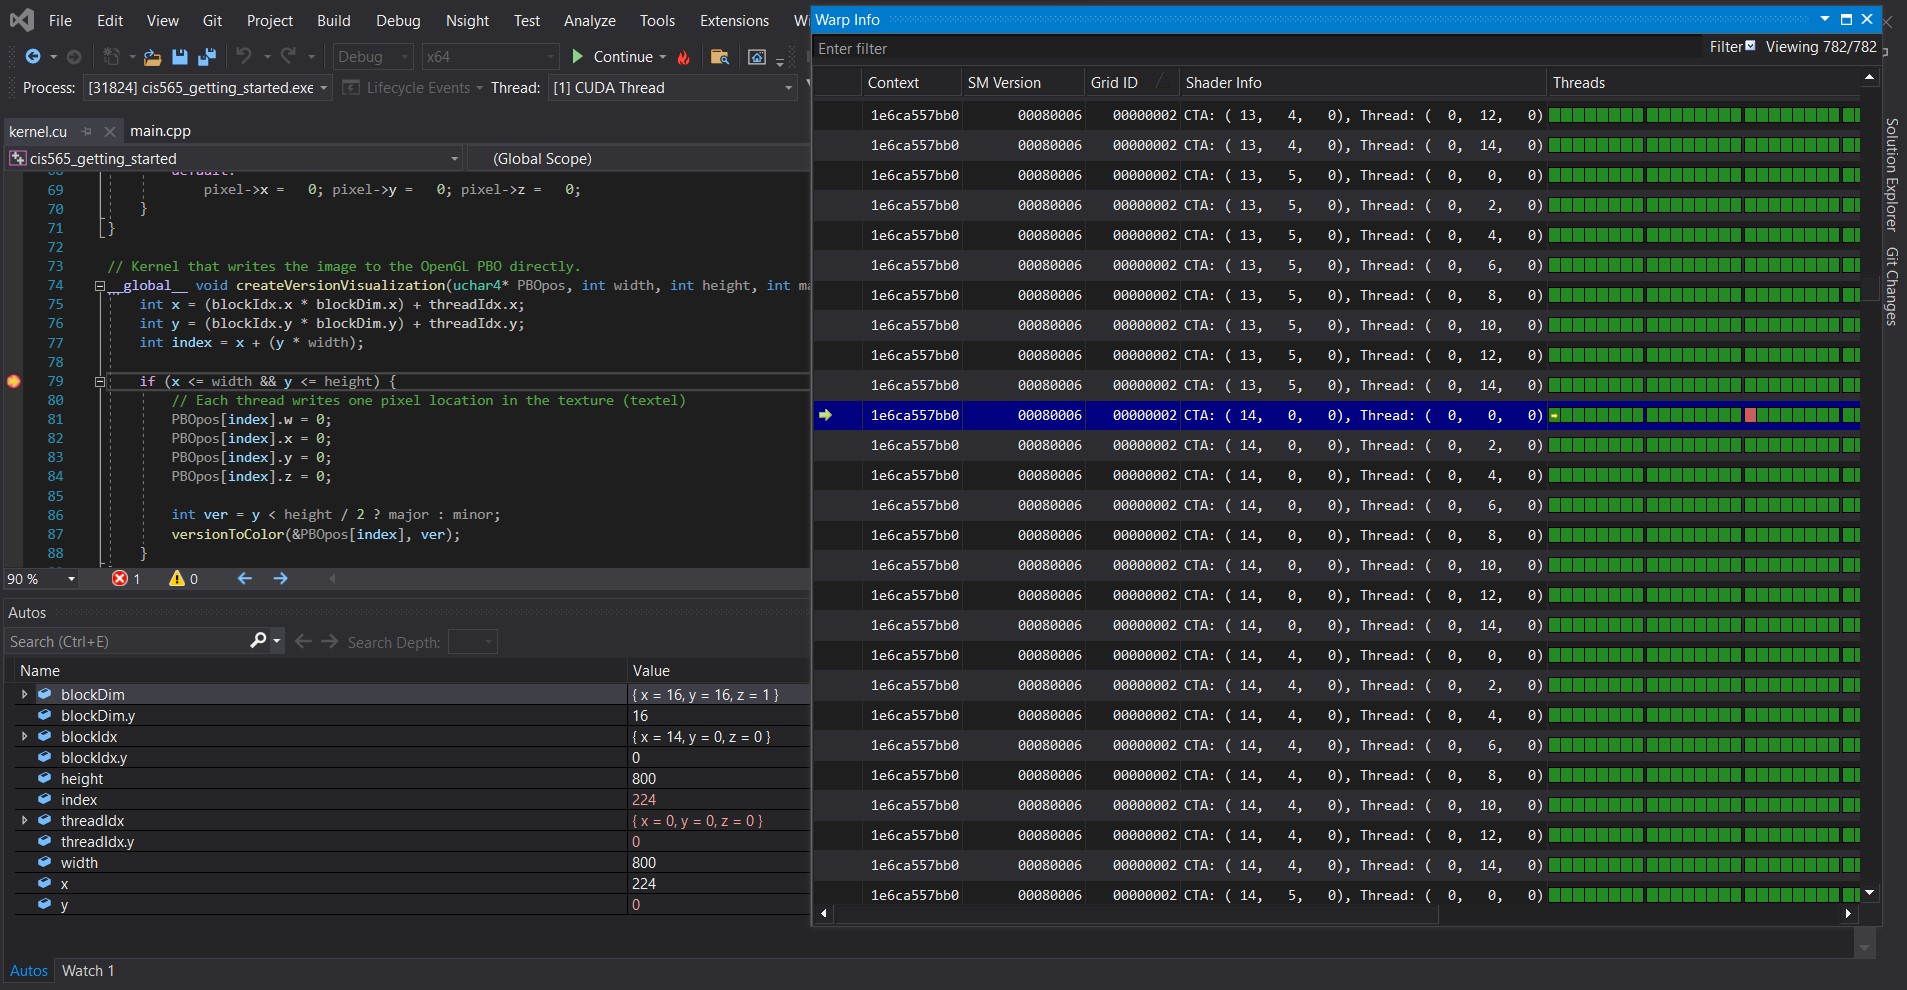 File Edit View Git Project Build Debug Nsight Test Analyze Tools Extensions Wi
Debug x64 Continue
Process: [31824] cis565_getting_started.exe Lifecycle Events Thread: [1] CUDA Thread
kernel.cu main.cpp
cis565_getting_started (Global Scope)
68 default:
69 pixel->x = 0; pixel->y = 0; pixel->z = 0;
70 }
71 }
72
73 // Kernel that writes the image to the OpenGL PBO directly.
74 __global__ void createVersionVisualization(uchar4* PBOpos, int width, int height, int ma
75 int x = (blockIdx.x * blockDim.x) + threadIdx.x;
76 int y = (blockIdx.y * blockDim.y) + threadIdx.y;
77 int index = x + (y * width);
78
79 if (x <= width && y <= height) {
80 // Each thread writes one pixel location in the texture (textel)
81 PBOpos[index].w = 0;
82 PBOpos[index].x = 0;
83 PBOpos[index].y = 0;
84 PBOpos[index].z = 0;
85
86 int ver = y < height / 2 ? major : minor;
87 versionToColor(&PBOpos[index], ver);
88 }
90 % 1 0
Autos
Search (Ctrl+E) Search Depth:
Name Value
blockDim { x = 16, y = 16, z = 1 }
blockDim.y 16
blockIdx { x = 14, y = 0, z = 0 }
blockIdx.y 0
height 800
index 224
threadIdx { x = 0, y = 0, z = 0 }
threadIdx.y 0
width 800
x 224
y 0
Autos Watch 1
Warp Info
Enter filter Filter Viewing 782/782
Context SM Version Grid ID Shader Info Threads
1e6ca557bb0 00080006 00000002 CTA: ( 13, 4, 0), Thread: ( 0, 12, 0)
1e6ca557bb0 00080006 00000002 CTA: ( 13, 4, 0), Thread: ( 0, 14, 0)
1e6ca557bb0 00080006 00000002 CTA: ( 13, 5, 0), Thread: ( 0, 0, 0)
1e6ca557bb0 00080006 00000002 CTA: ( 13, 5, 0), Thread: ( 0, 2, 0)
1e6ca557bb0 00080006 00000002 CTA: ( 13, 5, 0), Thread: ( 0, 4, 0)
1e6ca557bb0 00080006 00000002 CTA: ( 13, 5, 0), Thread: ( 0, 6, 0)
1e6ca557bb0 00080006 00000002 CTA: ( 13, 5, 0), Thread: ( 0, 8, 0)
1e6ca557bb0 00080006 00000002 CTA: ( 13, 5, 0), Thread: ( 0, 10, 0)
1e6ca557bb0 00080006 00000002 CTA: ( 13, 5, 0), Thread: ( 0, 12, 0)
1e6ca557bb0 00080006 00000002 CTA: ( 13, 5, 0), Thread: ( 0, 14, 0)
1e6ca557bb0 00080006 00000002 CTA: ( 14, 0, 0), Thread: ( 0, 0, 0)
1e6ca557bb0 00080006 00000002 CTA: ( 14, 0, 0), Thread: ( 0, 2, 0)
1e6ca557bb0 00080006 00000002 CTA: ( 14, 0, 0), Thread: ( 0, 4, 0)
1e6ca557bb0 00080006 00000002 CTA: ( 14, 0, 0), Thread: ( 0, 6, 0)
1e6ca557bb0 00080006 00000002 CTA: ( 14, 0, 0), Thread: ( 0, 8, 0)
1e6ca557bb0 00080006 00000002 CTA: ( 14, 0, 0), Thread: ( 0, 10, 0)
1e6ca557bb0 00080006 00000002 CTA: ( 14, 0, 0), Thread: ( 0, 12, 0)
1e6ca557bb0 00080006 00000002 CTA: ( 14, 0, 0), Thread: ( 0, 14, 0)
1e6ca557bb0 00080006 00000002 CTA: ( 14, 4, 0), Thread: ( 0, 0, 0)
1e6ca557bb0 00080006 00000002 CTA: ( 14, 4, 0), Thread: ( 0, 2, 0)
1e6ca557bb0 00080006 00000002 CTA: ( 14, 4, 0), Thread: ( 0, 4, 0)
1e6ca557bb0 00080006 00000002 CTA: ( 14, 4, 0), Thread: ( 0, 6, 0)
1e6ca557bb0 00080006 00000002 CTA: ( 14, 4, 0), Thread: ( 0, 8, 0)
1e6ca557bb0 00080006 00000002 CTA: ( 14, 4, 0), Thread: ( 0, 10, 0)
1e6ca557bb0 00080006 00000002 CTA: ( 14, 4, 0), Thread: ( 0, 12, 0)
1e6ca557bb0 00080006 00000002 CTA: ( 14, 4, 0), Thread: ( 0, 14, 0)
1e6ca557bb0 00080006 00000002 CTA: ( 14, 5, 0), Thread: ( 0, 0, 0)
Solution Explorer
Git Changes